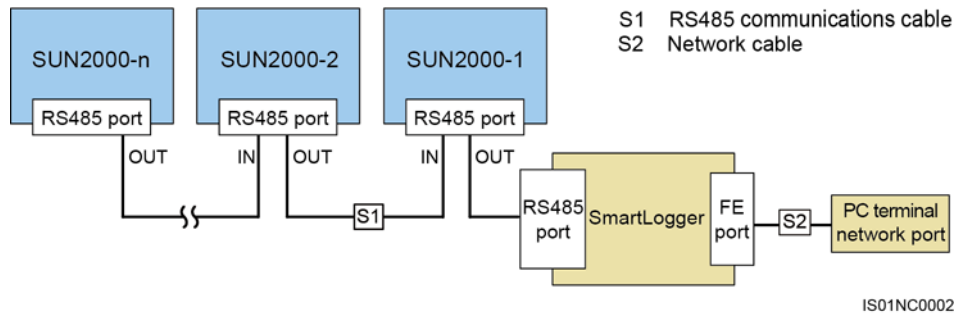 S1 RS485 communications cable
S2 Network cable
SUN2000-n
SUN2000-2
SUN2000-1
RS485 port
RS485 port
RS485 port
OUT
IN
OUT
IN
OUT
S1
RS485
port
SmartLogger
FE
port
S2
PC terminal
network port
IS01NC0002